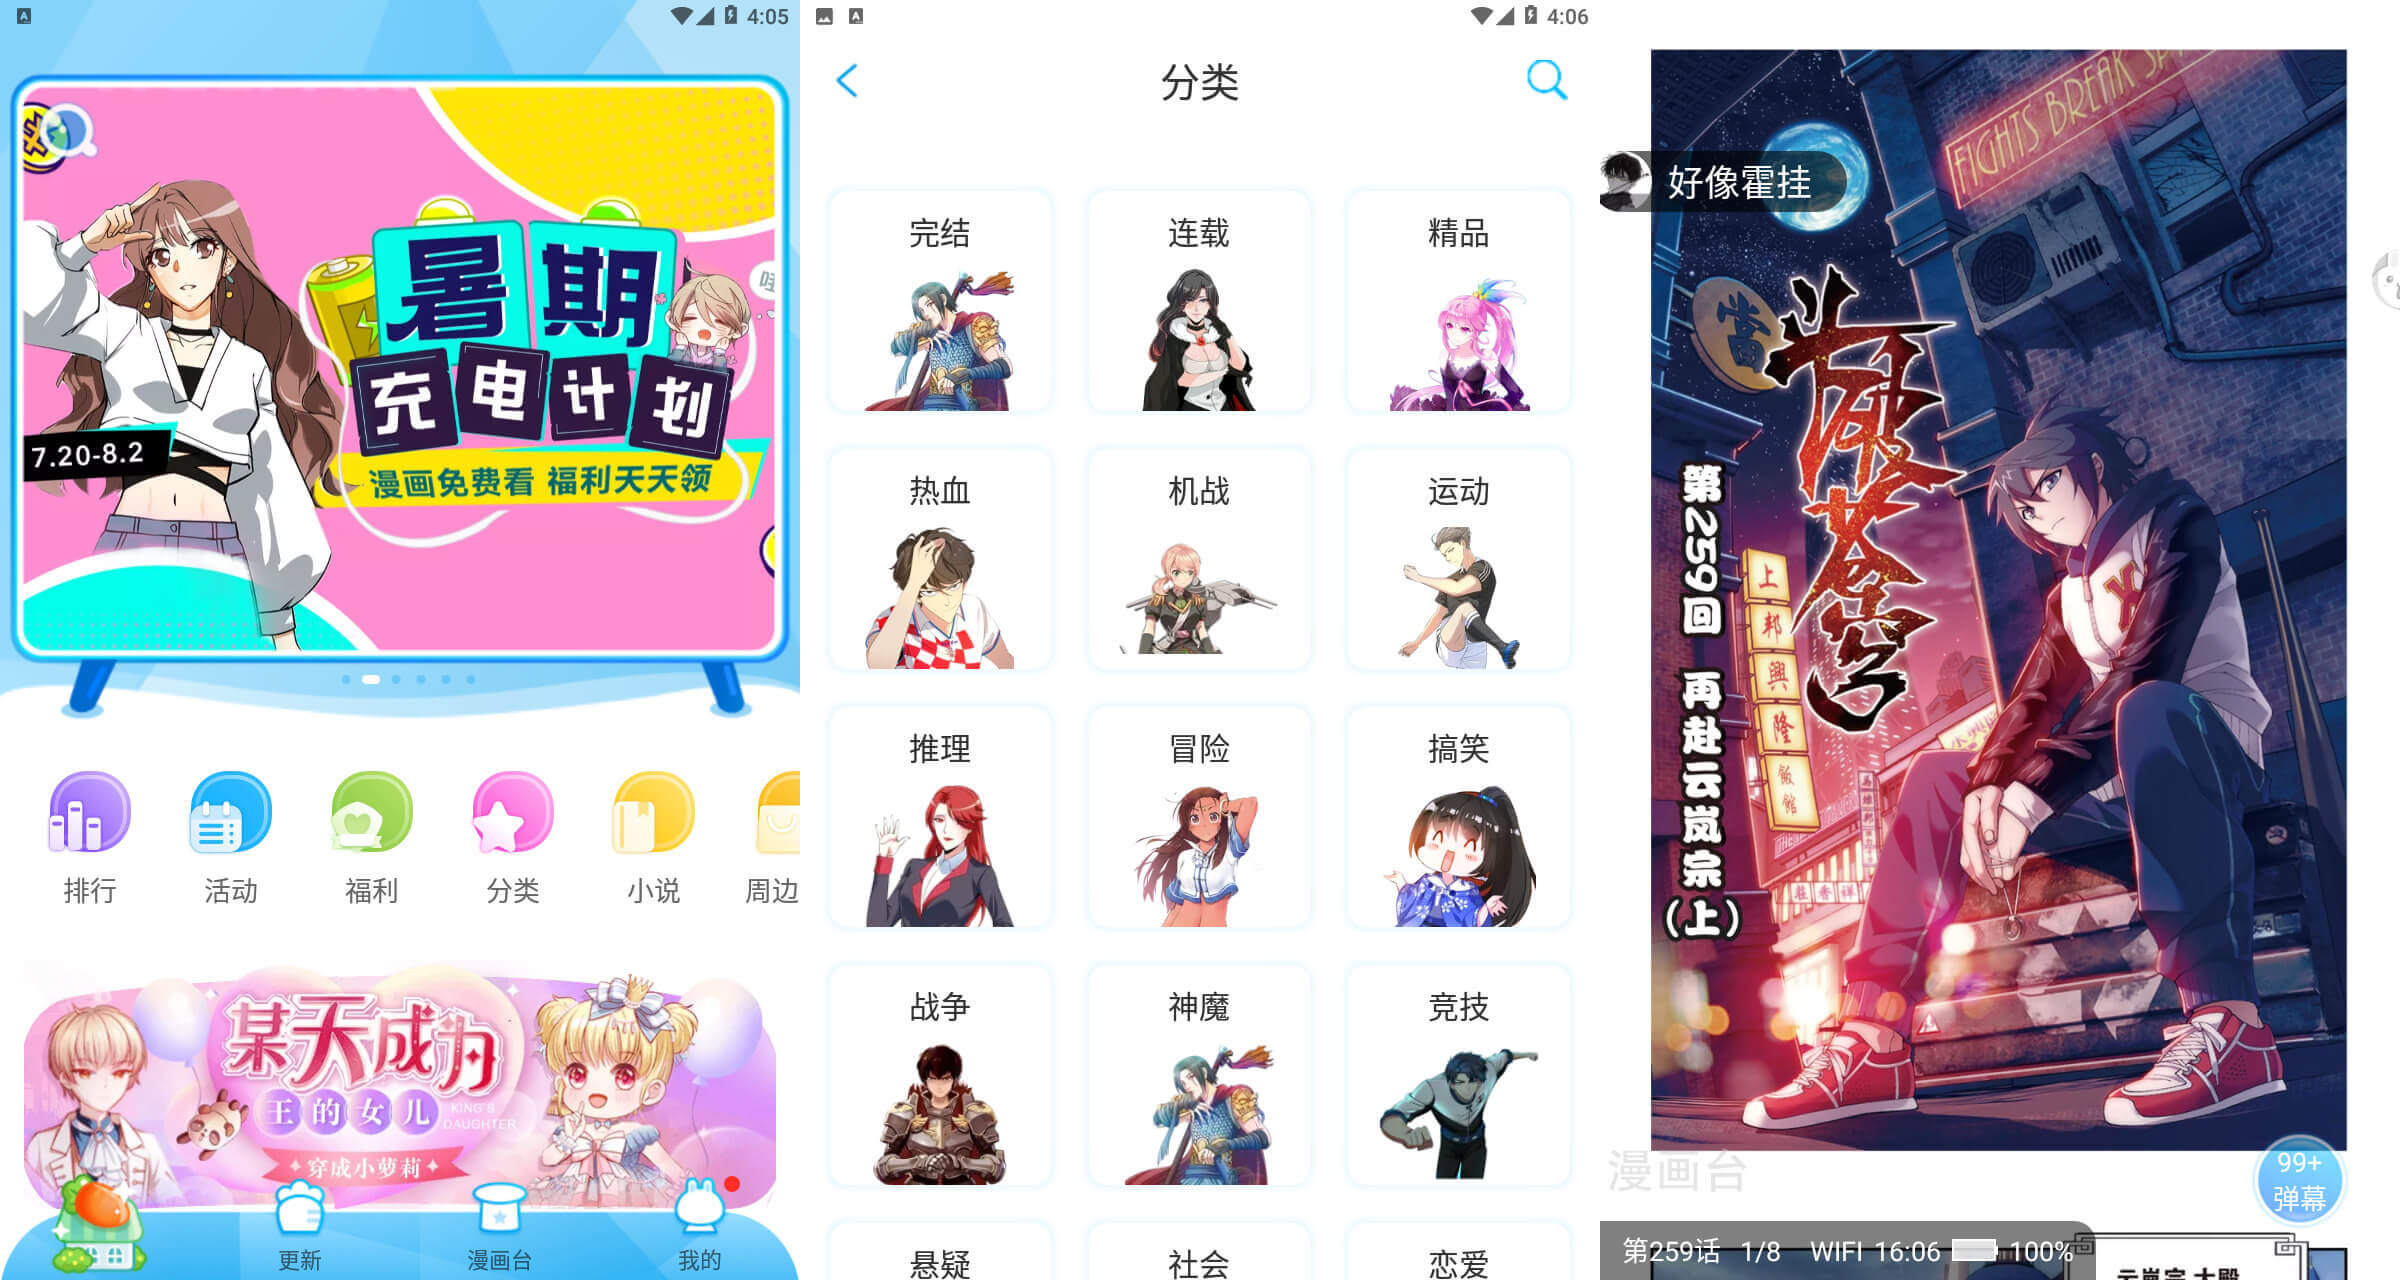 4:05
暑期
充电计划
7.20-8.2
漫画免费看 福利天天领
排行
活动
福利
分类
小说
周边
某天成为
王的女儿
KING'S
DAUGHTER
穿成小萝莉
更新
漫画台
我的
4:06
分类
完结
连载
精品
热血
机战
运动
推理
冒险
搞笑
战争
神魔
竞技
悬疑
社会
恋爱
FIGHTS BREAK
好像霍挂
當
斗破苍穹
第259回 再赴云岚宗(上)
上邦興隆飯館
漫画台
99+
弹幕
第259话 1/8 WIFI 16:06 100%
云岚宗 大殿